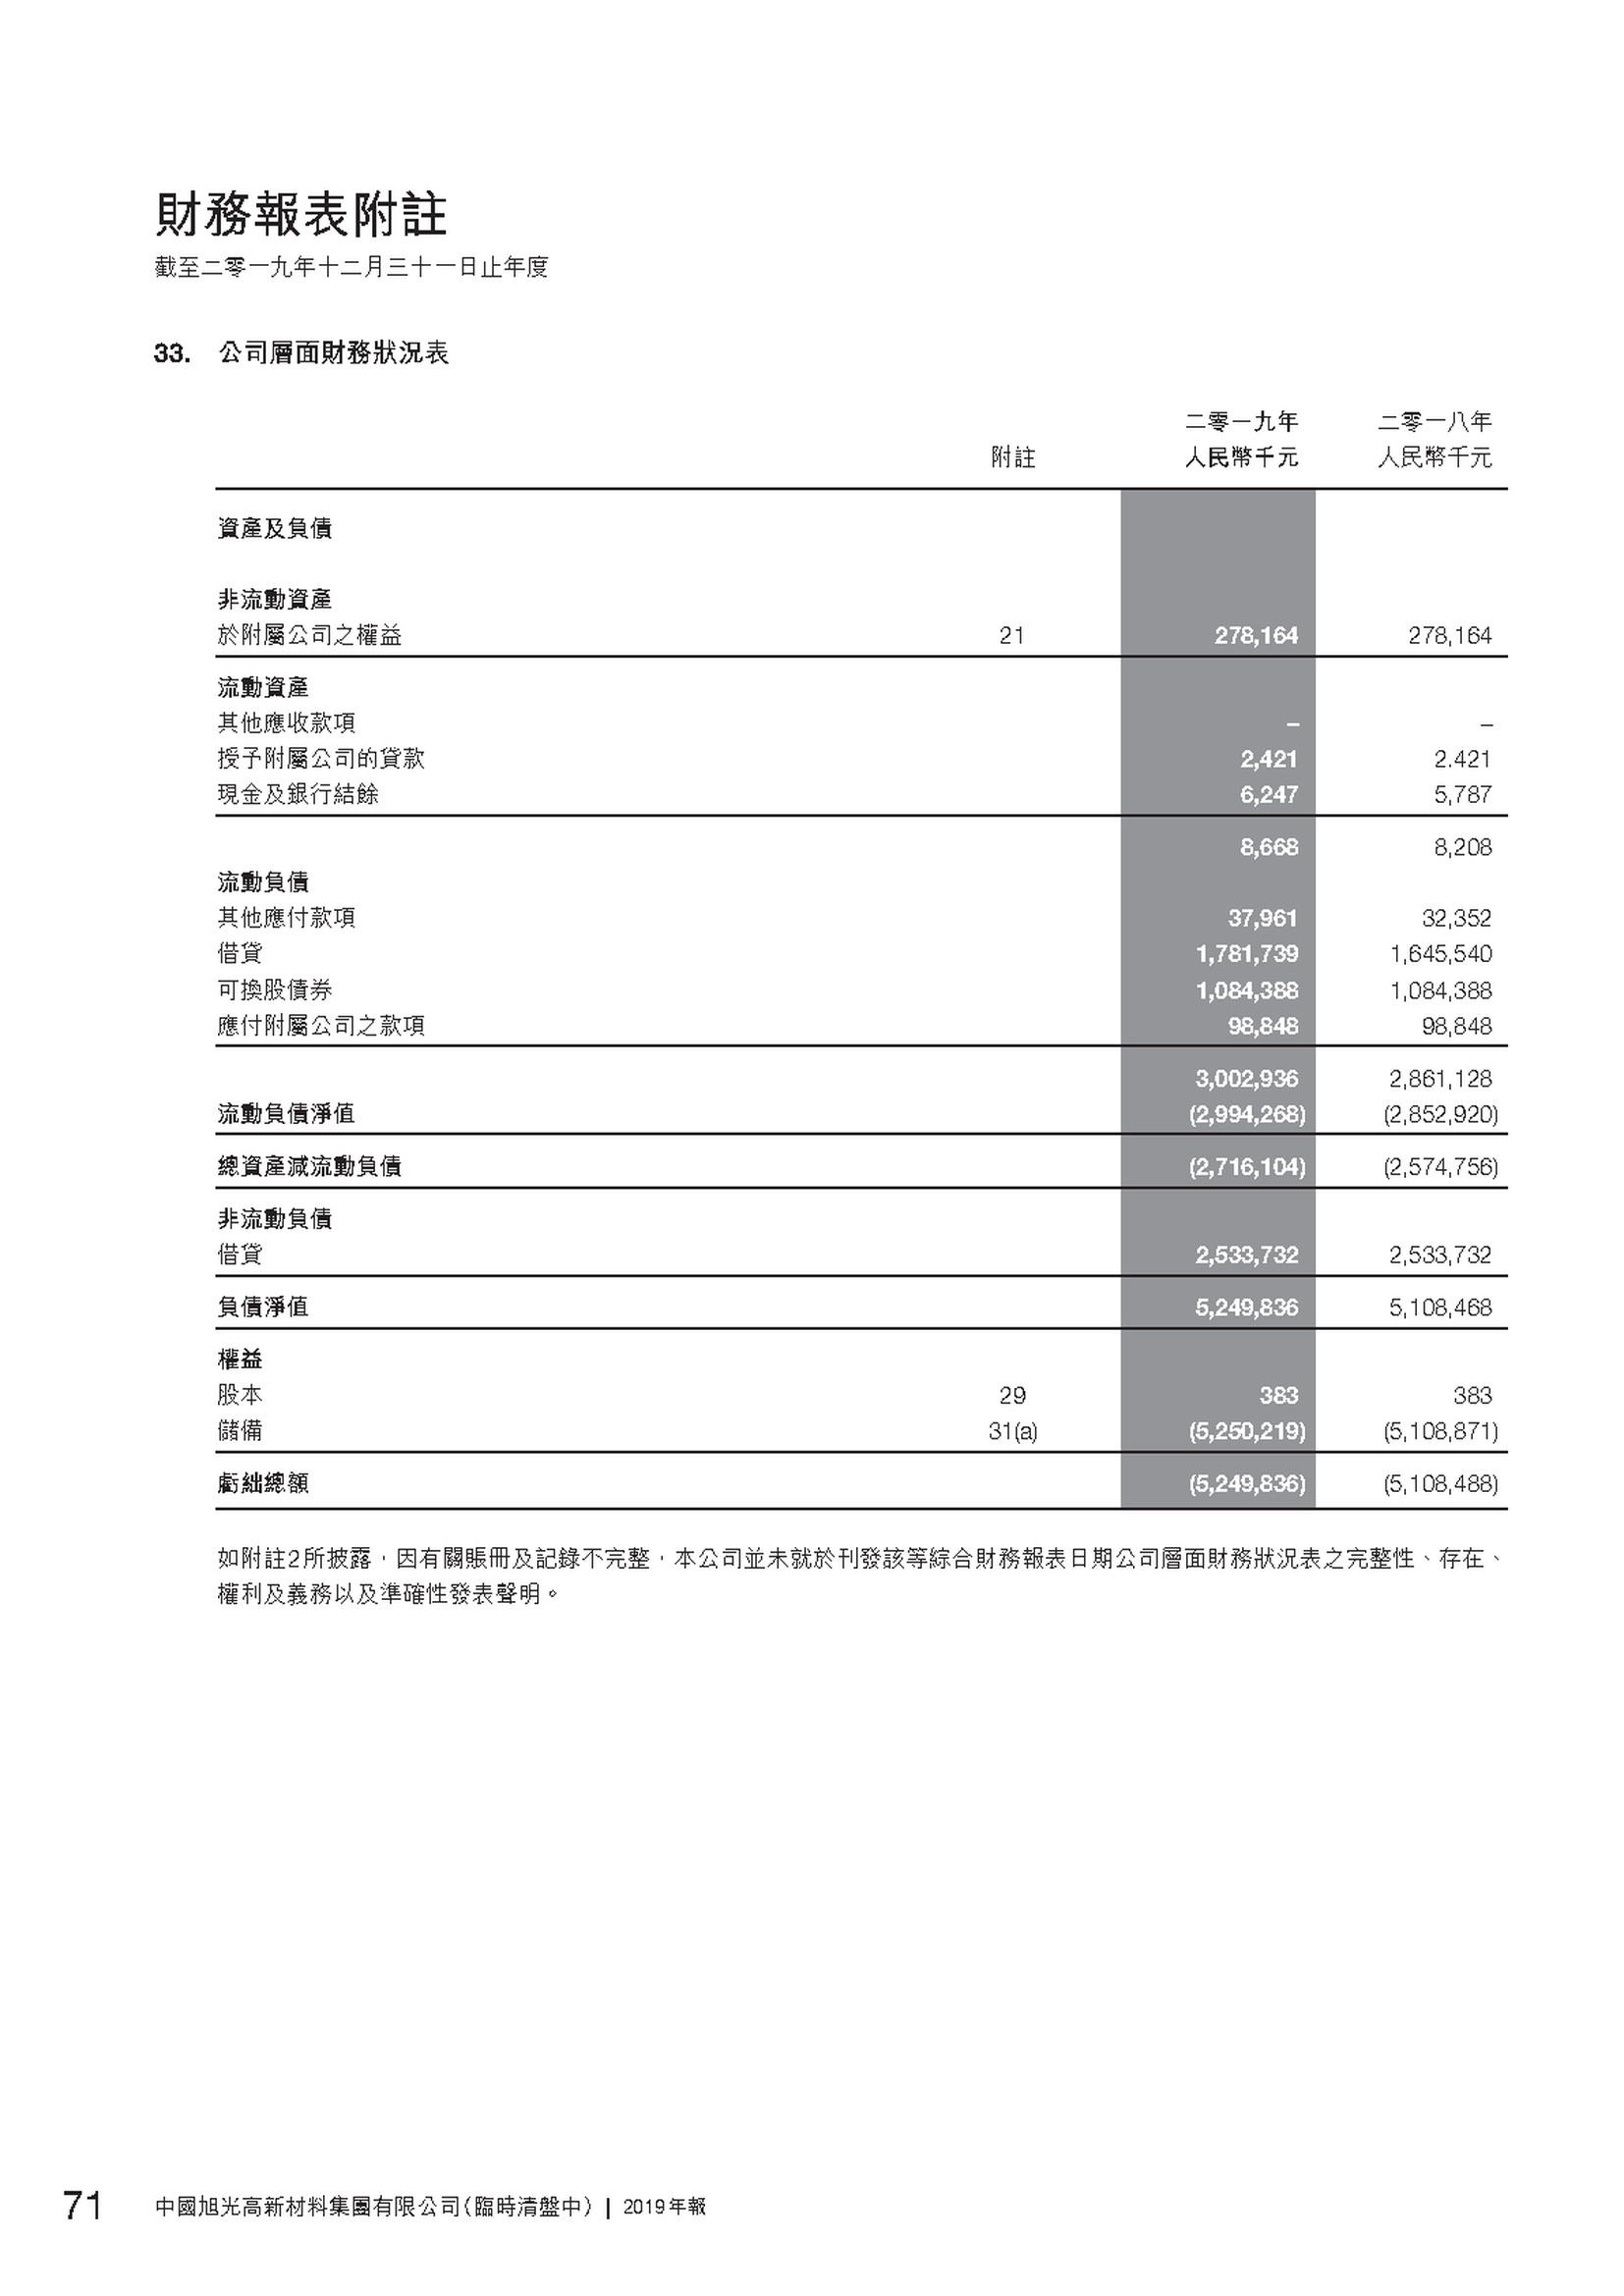 財務報表附註
截至二零一九年十二月三十一日止年度
33. 公司層面財務狀況表
二零一九年 二零一八年
附註 人民幣千元 人民幣千元
資產及負債
非流動資產
於附屬公司之權益 21 278,164 278,164
流動資產
其他應收款項 – –
授予附屬公司的貸款 2,421 2.421
現金及銀行結餘 6,247 5,787
8,668 8,208
流動負債
其他應付款項 37,961 32,352
借貸 1,781,739 1,645,540
可換股債券 1,084,388 1,084,388
應付附屬公司之款項 98,848 98,848
3,002,936 2,861,128
流動負債淨值 (2,994,268) (2,852,920)
總資產減流動負債 (2,716,104) (2,574,756)
非流動負債
借貸 2,533,732 2,533,732
負債淨值 5,249,836 5,108,468
權益
股本 29 383 383
儲備 31(a) (5,250,219) (5,108,871)
虧絀總額 (5,249,836) (5,108,488)
如附註2所披露，因有關賬冊及記錄不完整，本公司並未就於刊發該等綜合財務報表日期公司層面財務狀況表之完整性、存在、
權利及義務以及準確性發表聲明。
71 中國旭光高新材料集團有限公司(臨時清盤中) | 2019年報